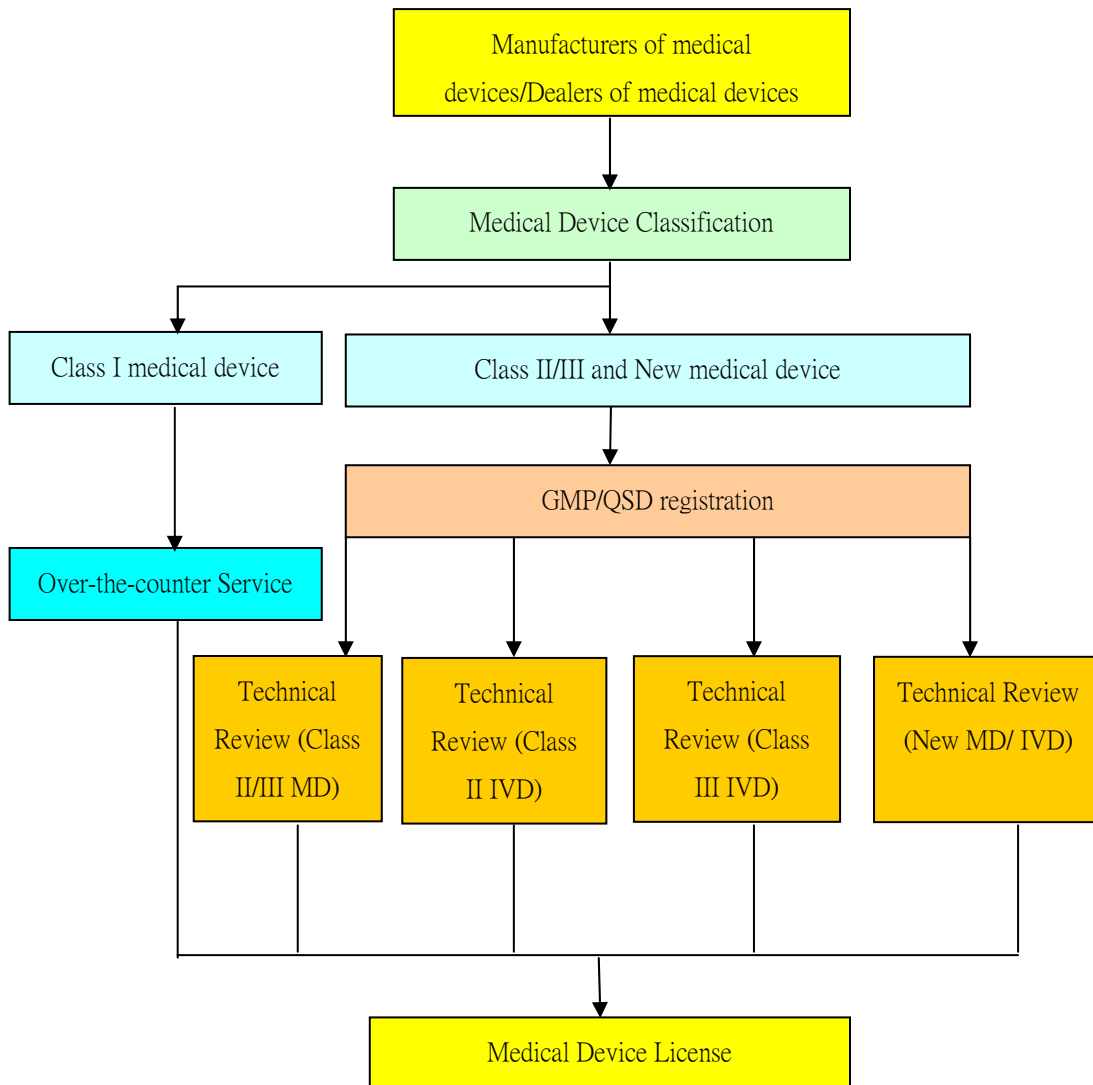 Manufacturers of medical
devices/Dealers of medical devices
Medical Device Classification
Class I medical device
Class II/III and New medical device
GMP/QSD registration
Over-the-counter Service
Technical
Review (Class
II/III MD)
Technical
Review (Class
II IVD)
Technical
Review (Class
III IVD)
Technical Review
(New MD/ IVD)
Medical Device License